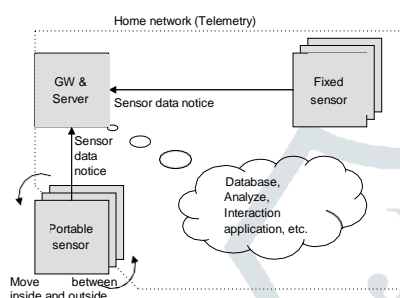 Home network (Telemetry)
GW &
Server
Fixed
sensor
Sensor data notice
Sensor
data
notice
Database,
Analyze,
Interaction
application, etc.
Portable
sensor
Move between
inside and outside